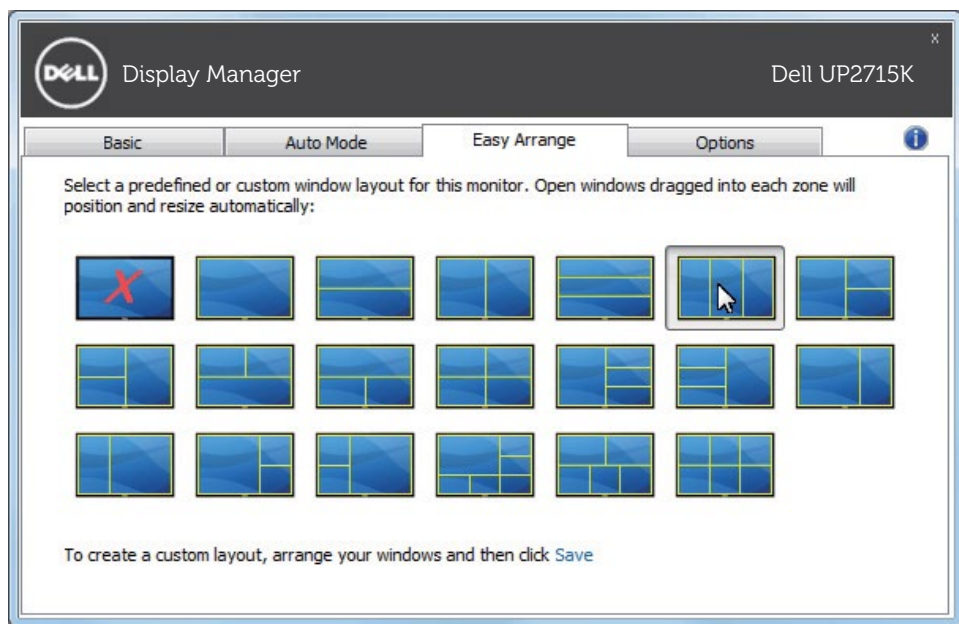 X
DELL Display Manager Dell UP2715K
Basic Auto Mode Easy Arrange Options i
Select a predefined or custom window layout for this monitor. Open windows dragged into each zone will
position and resize automatically:
X
To create a custom layout, arrange your windows and then click Save